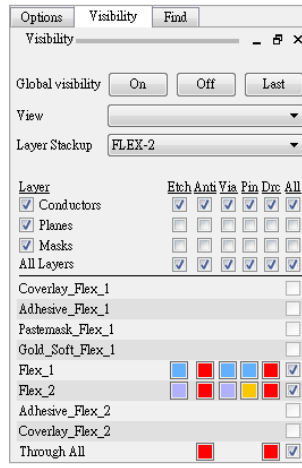 Options Visibility Find
Visibility
Global visibility On Off Last
View
Layer Stackup FLEX-2
Layer Etch Anti Via Pin Drc All
Conductors
Planes
Masks
All Layers
Coverlay_Flex_1
Adhesive_Flex_1
Pastemask_Flex_1
Gold_Soft_Flex_1
Flex_1
Flex_2
Adhesive_Flex_2
Coverlay_Flex_2
Through All